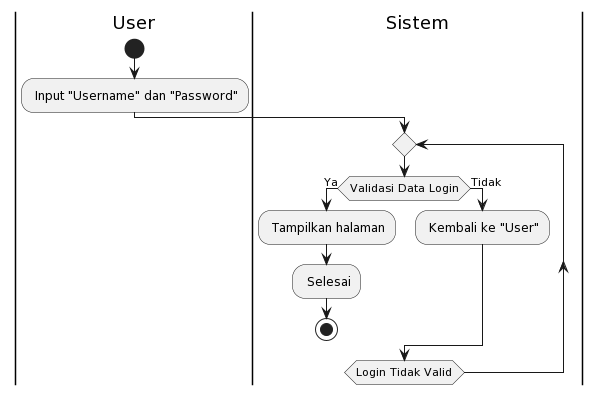 User
Sistem
Input "Username" dan "Password"
Validasi Data Login
Ya
Tidak
Tampilkan halaman
Kembali ke "User"
Selesai
Login Tidak Valid